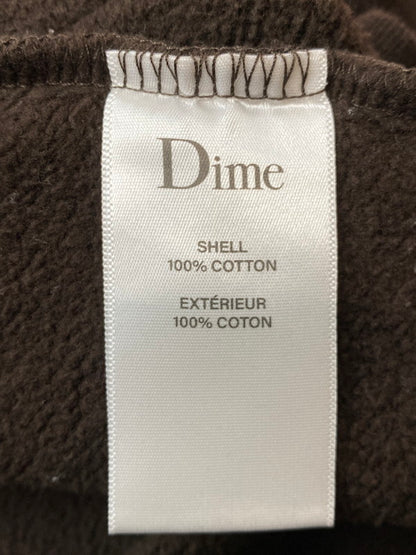 Dime
SHELL
100% COTTON
EXTÉRIEUR
100% COTON